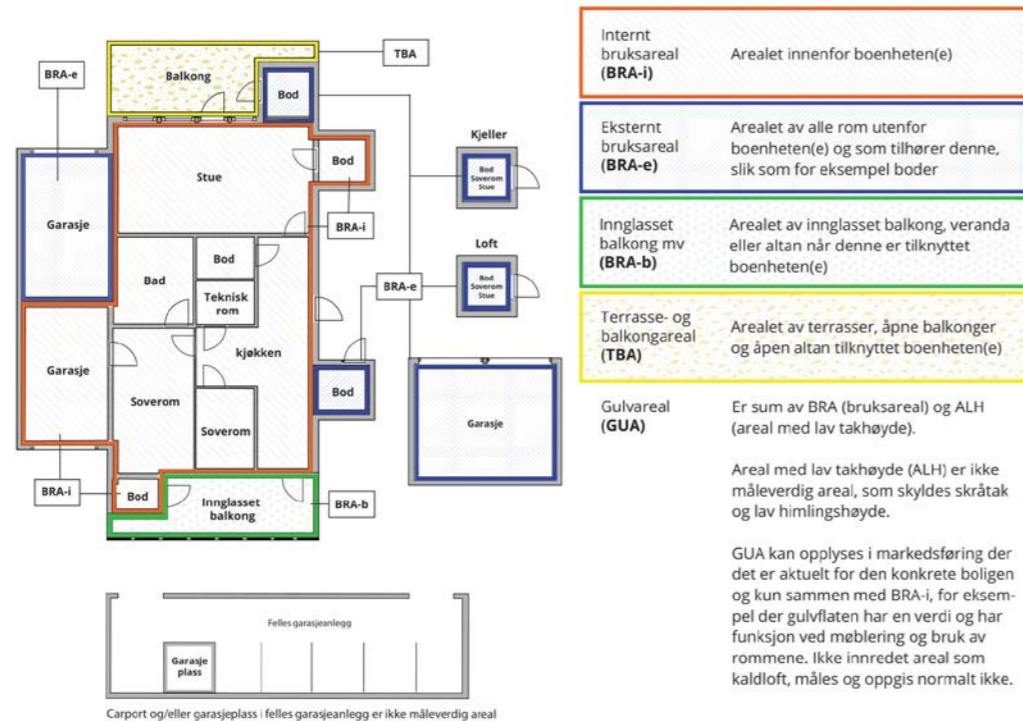 TBA
BRA-e
Balkong
Bod
Kjeller
Bod
Soverom
Stue
Stue
Bod
Garasje
BRA-i
Loft
Bod
Bad
BRA-e
Bod
Soverom
Stue
Teknisk
rom
kjøkken
Garasje
Soverom
Bod
Garasje
Soverom
BRA-i
Bod
Innglasset
balkong
BRA-b
Felles garasjeanlegg
Garasje
plass
Carport og/eller garasjeplass i felles garasjeanlegg er ikke måleverdig areal
Internt
bruksareal
(BRA-i)
Arealet innenfor boenheten(e)
Eksternt
bruksareal
(BRA-e)
Arealet av alle rom utenfor
boenheten(e) og som tilhører denne,
slik som for eksempel boder
Innglasset
balkong mv
(BRA-b)
Arealet av innglasset balkong, veranda
eller altan når denne er tilknyttet
boenheten(e)
Terrasse- og
balkongareal
(TBA)
Arealet av terrasser, åpne balkonger
og åpen altan tilknyttet boenheten(e)
Gulvareal
(GUA)
Er sum av BRA (bruksareal) og ALH
(areal med lav takhøyde).
Areal med lav takhøyde (ALH) er ikke
måleverdig areal, som skyldes skråtak
og lav himlingshøyde.
GUA kan opplyses i markedsføring der
det er aktuelt for den konkrete boligen
og kun sammen med BRA-i, for eksem-
pel der gulvflaten har en verdi og har
funksjon ved møblering og bruk av
rommene. Ikke innredet areal som
kaldloft, måles og oppgis normalt ikke.